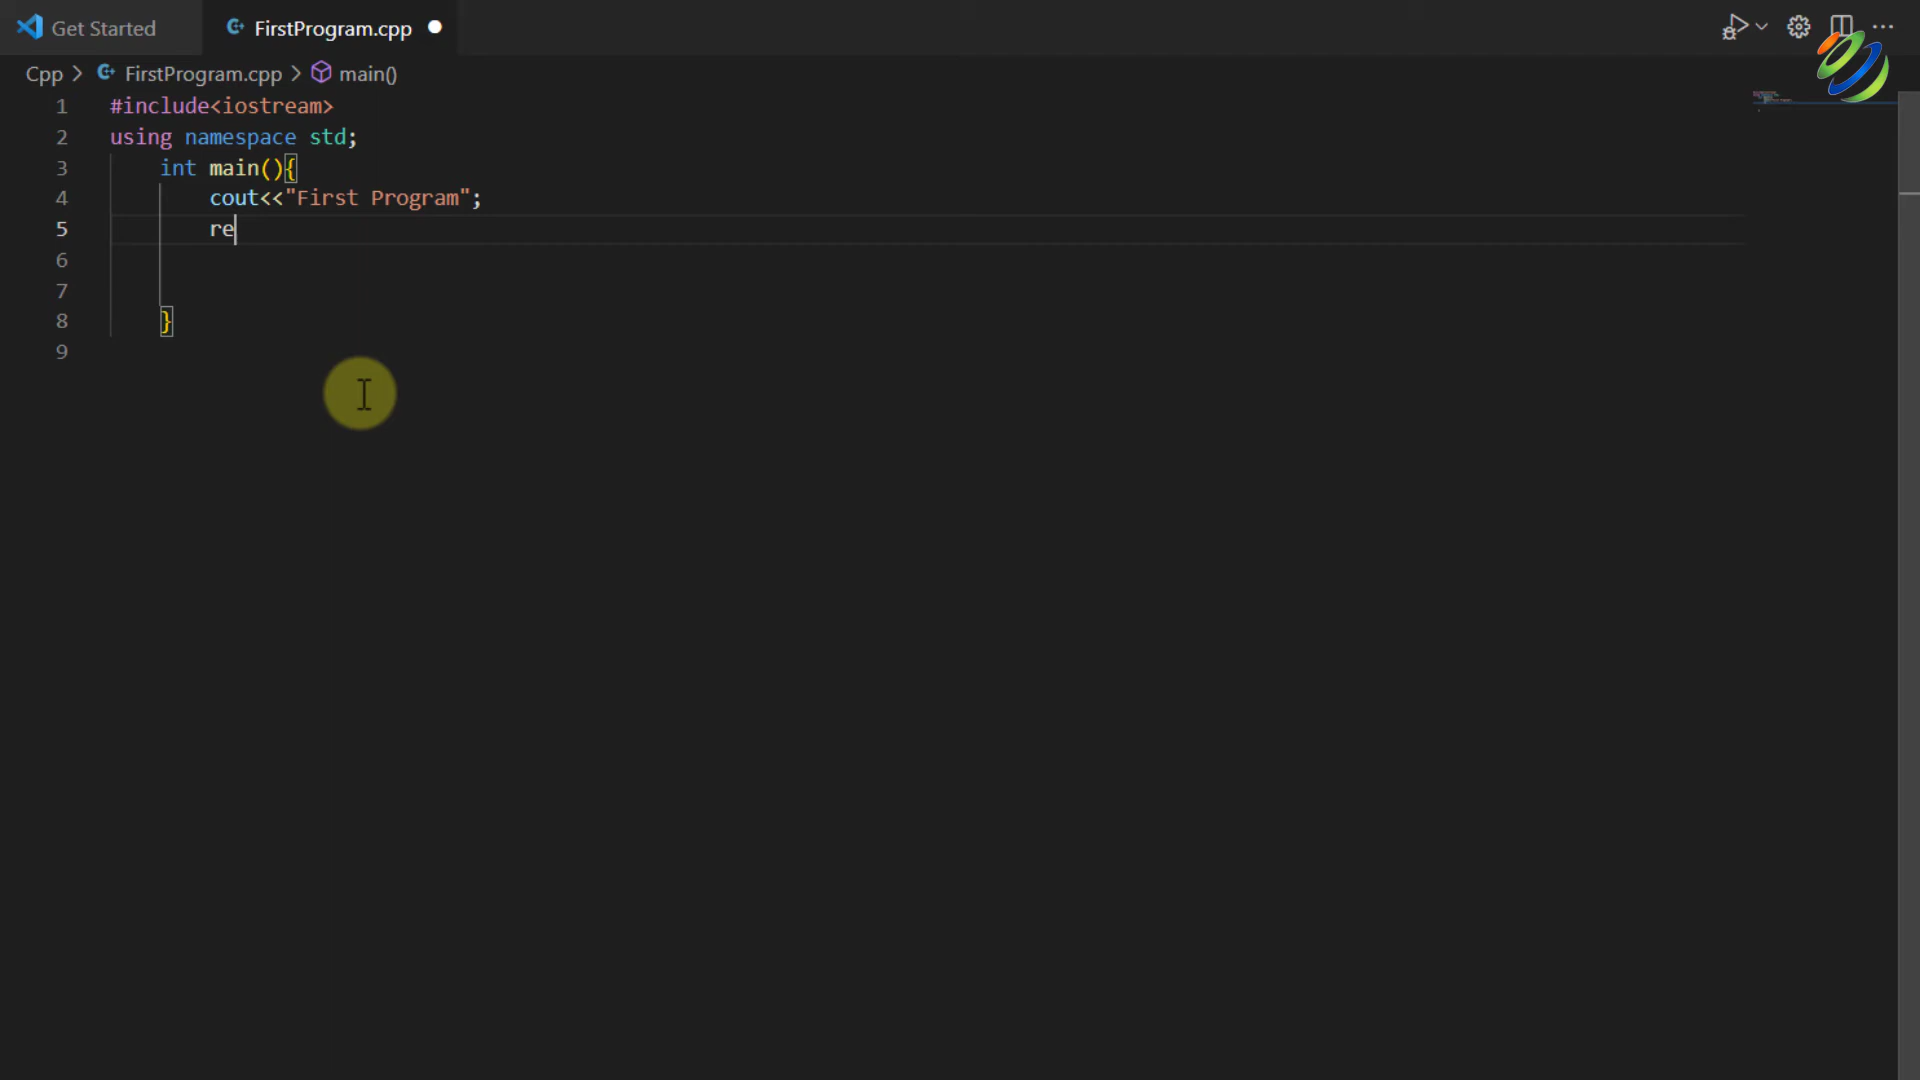 Get Started FirstProgram.cpp
Cpp > FirstProgram.cpp > main()
1 #include<iostream>
2 using namespace std;
3 int main(){
4 cout<<"First Program";
5 re
6
7
8 }
9